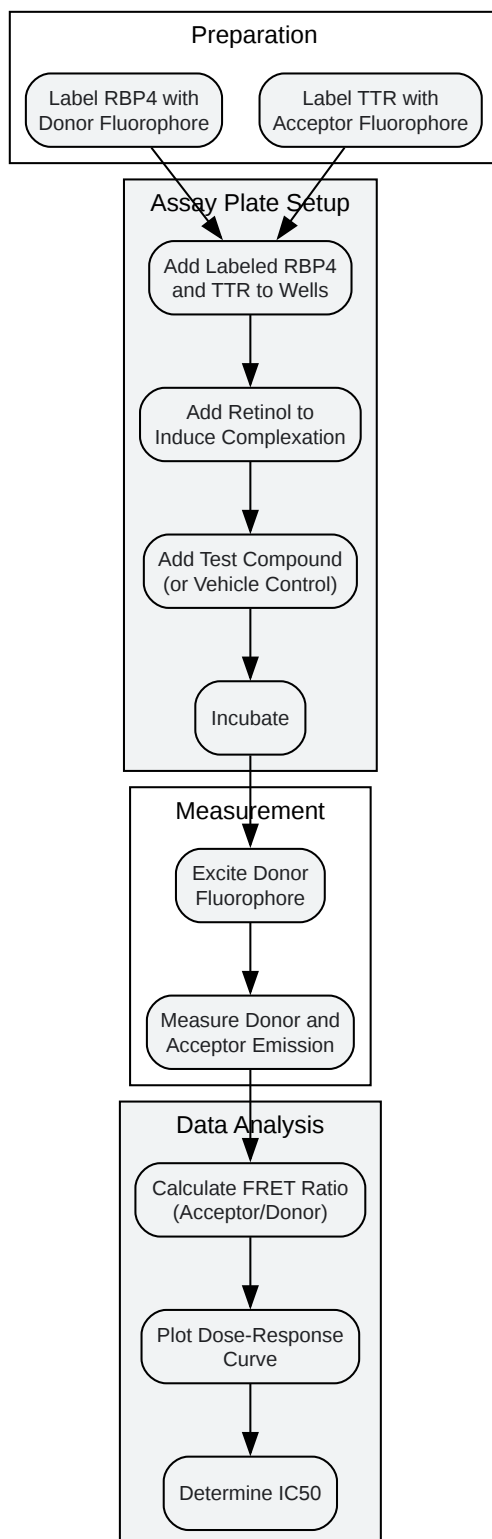 Preparation
Label RBP4 with
Donor Fluorophore
Label TTR with
Acceptor Fluorophore
Assay Plate Setup
Add Labeled RBP4
and TTR to Wells
Add Retinol to
Induce Complexation
Add Test Compound
(or Vehicle Control)
Incubate
Measurement
Excite Donor
Fluorophore
Measure Donor and
Acceptor Emission
Data Analysis
Calculate FRET Ratio
(Acceptor/Donor)
Plot Dose-Response
Curve
Determine IC50